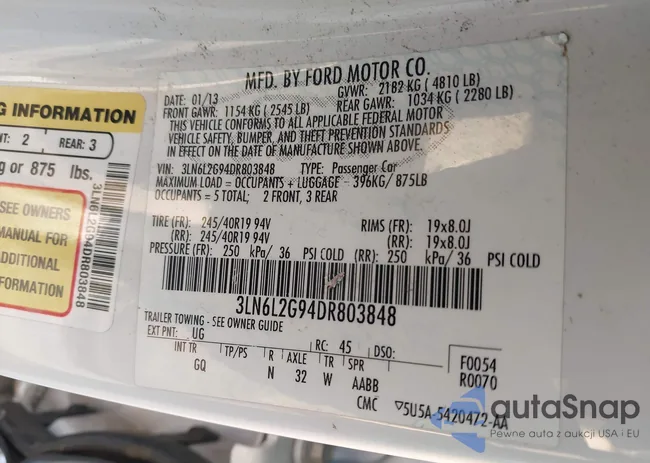 G INFORMATION
NT: 2 REAR: 3
g or 875 lbs.
SEE OWNERS
MANUAL FOR
ADDITIONAL
INFORMATION
3LN6L2G94DR803848
MFD. BY FORD MOTOR CO.
DATE: 01/13 GVWR: 2182 KG ( 4810 LB)
FRONT GAWR: 1154 KG ( 2545 LB) REAR GAWR: 1034 KG ( 2280 LB)
THIS VEHICLE CONFORMS TO ALL APPLICABLE FEDERAL MOTOR
VEHICLE SAFETY, BUMPER, AND THEFT PREVENTION STANDARDS
IN EFFECT ON THE DATE OF MANUFACTURE SHOWN ABOVE.
VIN: 3LN6L2G94DR803848 TYPE: Passenger Car
MAXIMUM LOAD = OCCUPANTS + LUGGAGE - 396KG/ 875LB
OCCUPANTS = 5 TOTAL; 2 FRONT, 3 REAR
TIRE (FR): 245/40R19 94V RIMS (FR): 19x8.0J
(RR): 245/40R19 94V (RR): 19x8.0J
PRESSURE (FR): 250 kPa/ 36 PSI COLD (RR): 250 kPa/ 36 PSI COLD
3LN6L2G94DR803848
TRAILER TOWING - SEE OWNER GUIDE
EXT PNT: UG RC: 45 DSO: F0054
INT TR TP/PS R AXLE TR SPR R0070
GQ N 32 W AABB
CMC ▽5U5A-5420472-AA
autaSnap
Pewne auta z aukcji USA i EU